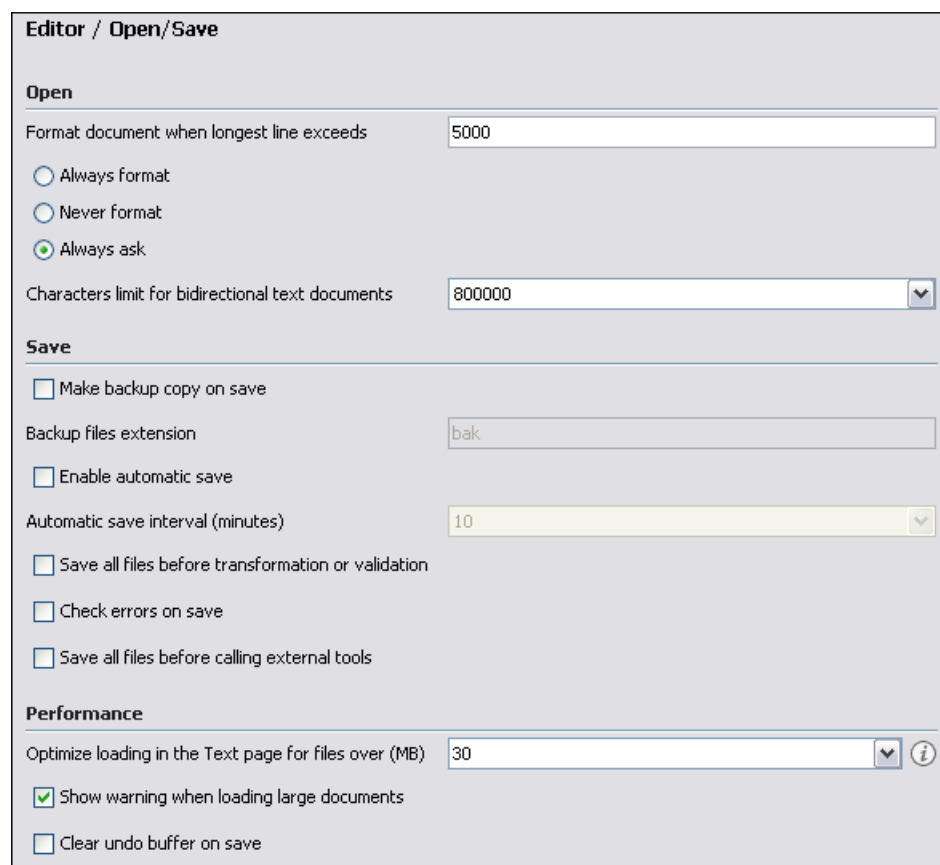 Editor / Open/Save
Open
Format document when longest line exceeds 5000
Always format
Never format
Always ask
Characters limit for bidirectional text documents 800000
Save
Make backup copy on save
Backup files extension bak
Enable automatic save
Automatic save interval (minutes) 10
Save all files before transformation or validation
Check errors on save
Save all files before calling external tools
Performance
Optimize loading in the Text page for files over (MB) 30 i
Show warning when loading large documents
Clear undo buffer on save